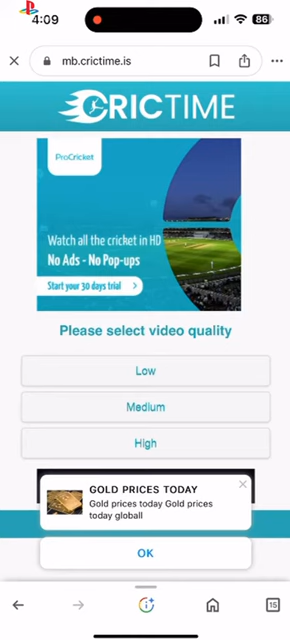 4:09
86
mb.crictime.is
CRICTIME
ProCricket
Watch all the cricket in HD
No Ads - No Pop-ups
Start your 30 days trial
Please select video quality
Low
Medium
High
GOLD PRICES TODAY
Gold prices today Gold prices
today globall
OK
15